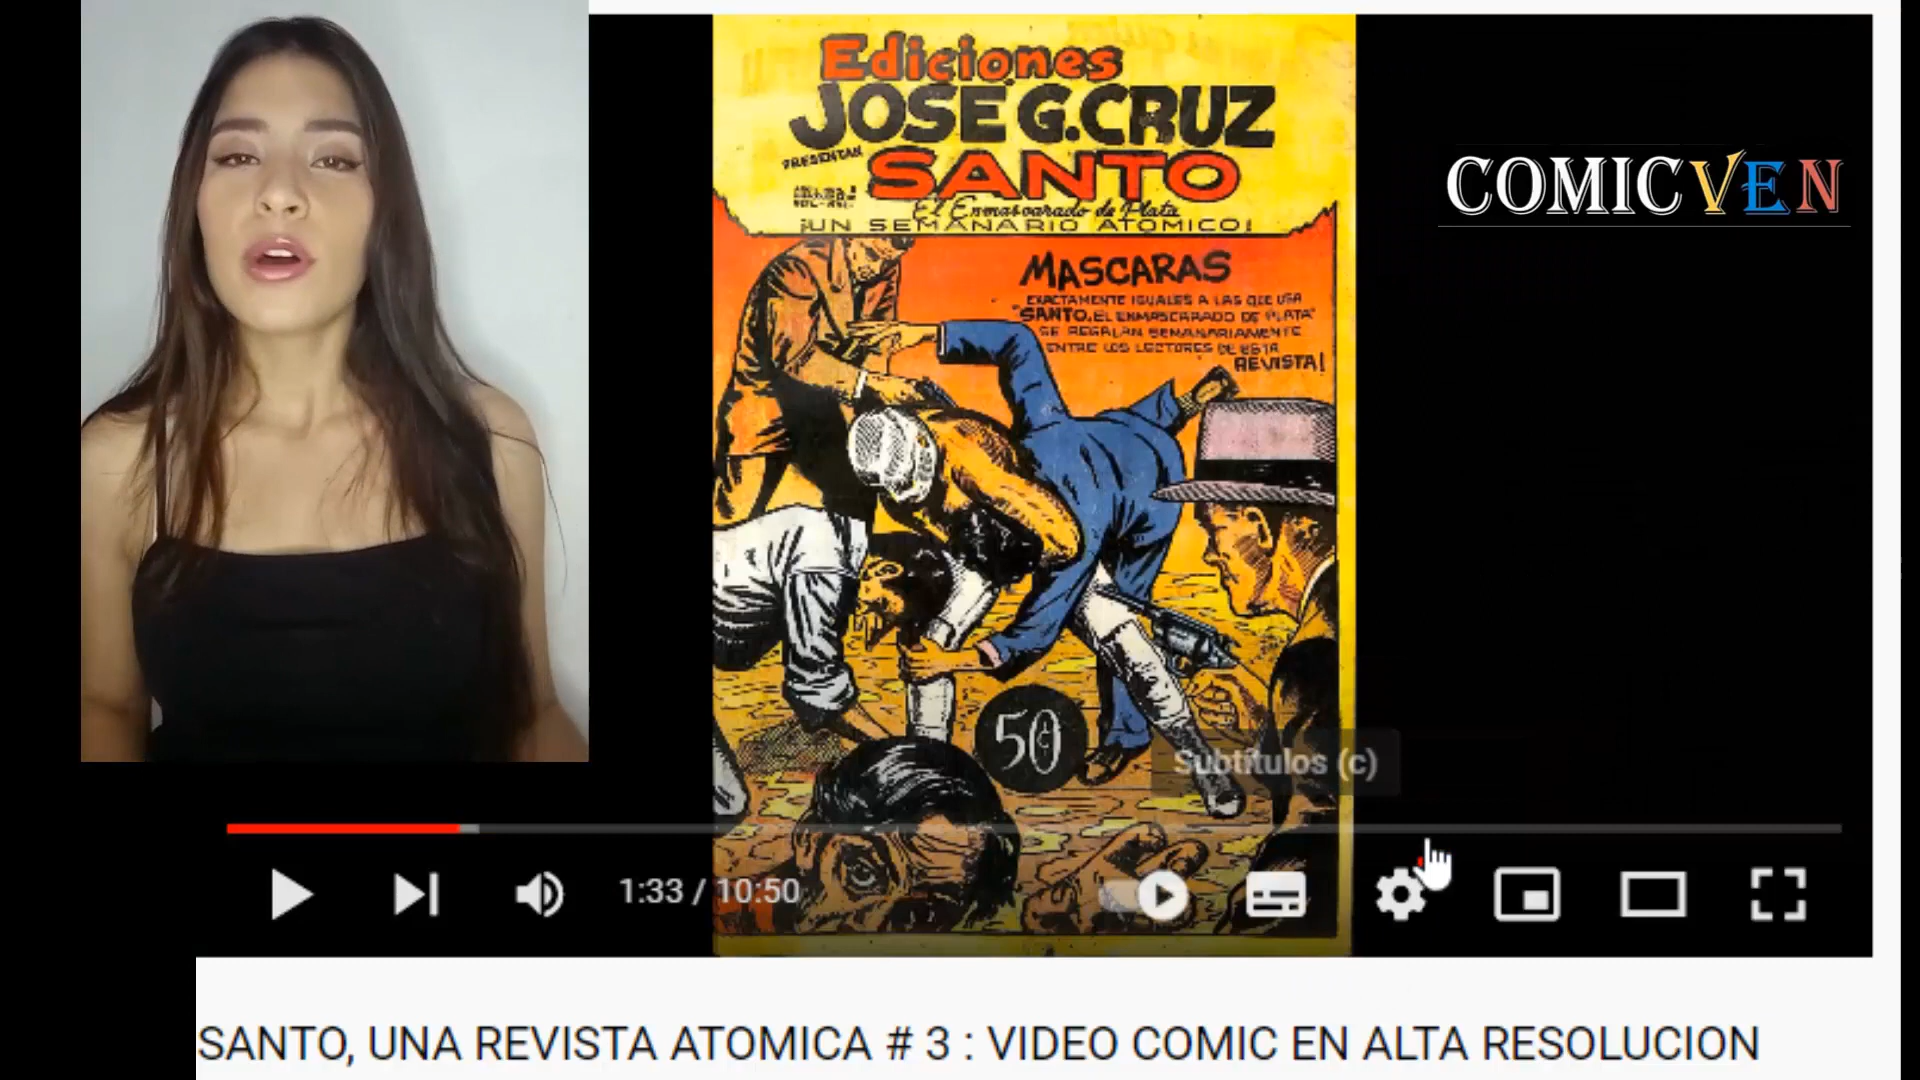 Ediciones
JOSE G. CRUZ
PRESENTAN
SANTO
El Enmascarado de Plata
¡UN SEMANARIO ATOMICO!
MASCARAS
EXACTAMENTE IGUALES A LAS QUE USA
"SANTO, EL ENMASCARADO DE PLATA"
SE REGALAN SEMANARIAMENTE
ENTRE LOS LECTORES DE ESTA
REVISTA!
50¢
COMICVEN
Subtítulos (c)
1:33 / 10:50
SANTO, UNA REVISTA ATOMICA # 3 : VIDEO COMIC EN ALTA RESOLUCION